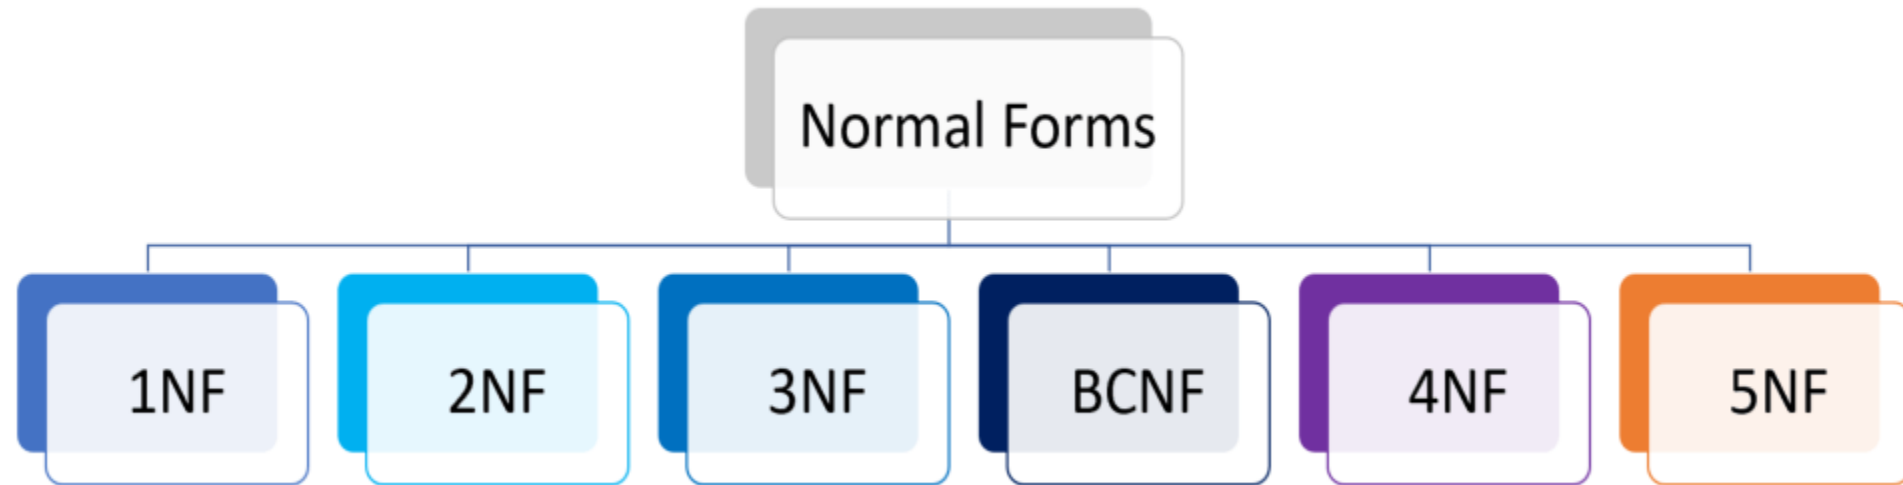 Normal Forms
1NF
2NF
3NF
BCNF
4NF
5NF